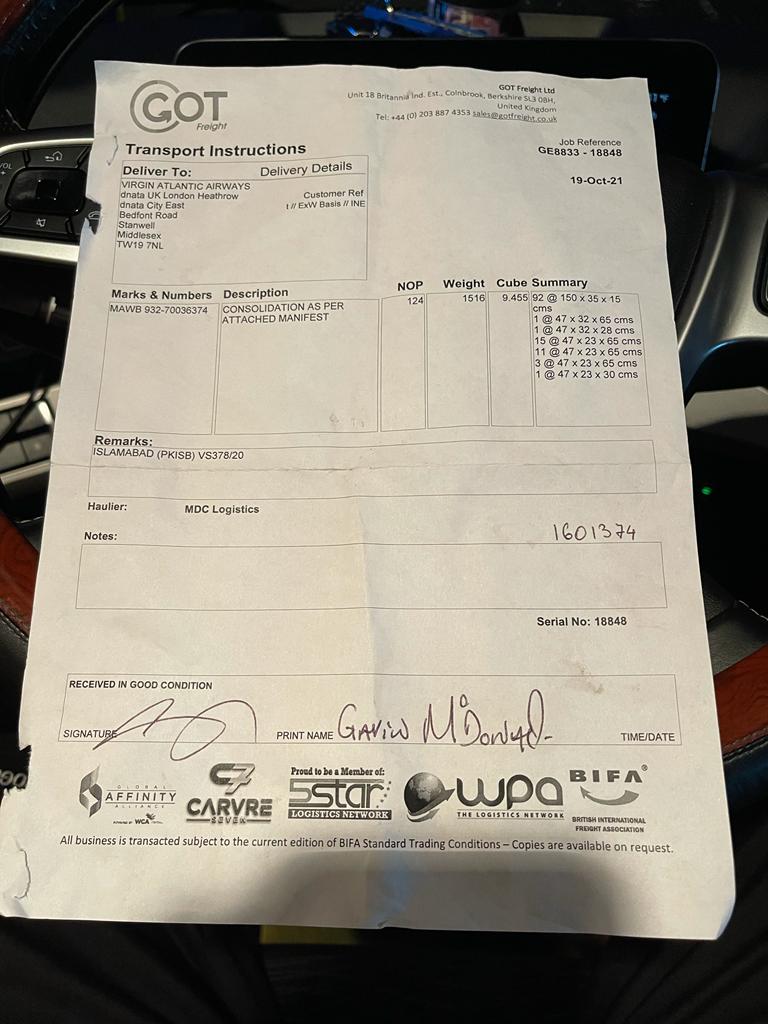 GOT
Freight
GOT Freight Ltd
Unit 18 Britannia Ind. Est., Colnbrook, Berkshire SL3 0BH,
United Kingdom
Tel: +44 (0) 203 887 4353 sales@gotfreight.co.uk
Transport Instructions
Job Reference
GE8833 - 18848
19-Oct-21
Deliver To: Delivery Details
VIRGIN ATLANTIC AIRWAYS
dnata UK London Heathrow Customer Ref
dnata City East t // ExW Basis // INE
Bedfont Road
Stanwell
Middlesex
TW19 7NL
Marks & Numbers Description NOP Weight Cube Summary
MAWB 932-70036374 CONSOLIDATION AS PER 124 1516 9.455 92 @ 150 x 35 x 15
ATTACHED MANIFEST cms
1 @ 47 x 32 x 65 cms
1 @ 47 x 32 x 28 cms
15 @ 47 x 23 x 65 cms
11 @ 47 x 23 x 65 cms
3 @ 47 x 23 x 65 cms
1 @ 47 x 23 x 30 cms
Remarks:
ISLAMABAD (PKISB) VS378/20
Haulier: MDC Logistics
Notes: 1601374
Serial No: 18848
RECEIVED IN GOOD CONDITION
SIGNATURE PRINT NAME GAVIN McDonald TIME/DATE
GLOBAL
AFFINITY
ALLIANCE
POWERED BY WCA
C7
CARVRE
SEVEN
Proud to be a Member of:
5star
LOGISTICS NETWORK
wpa
THE LOGISTICS NETWORK
BIFA®
BRITISH INTERNATIONAL
FREIGHT ASSOCIATION
All business is transacted subject to the current edition of BIFA Standard Trading Conditions – Copies are available on request.
VOL